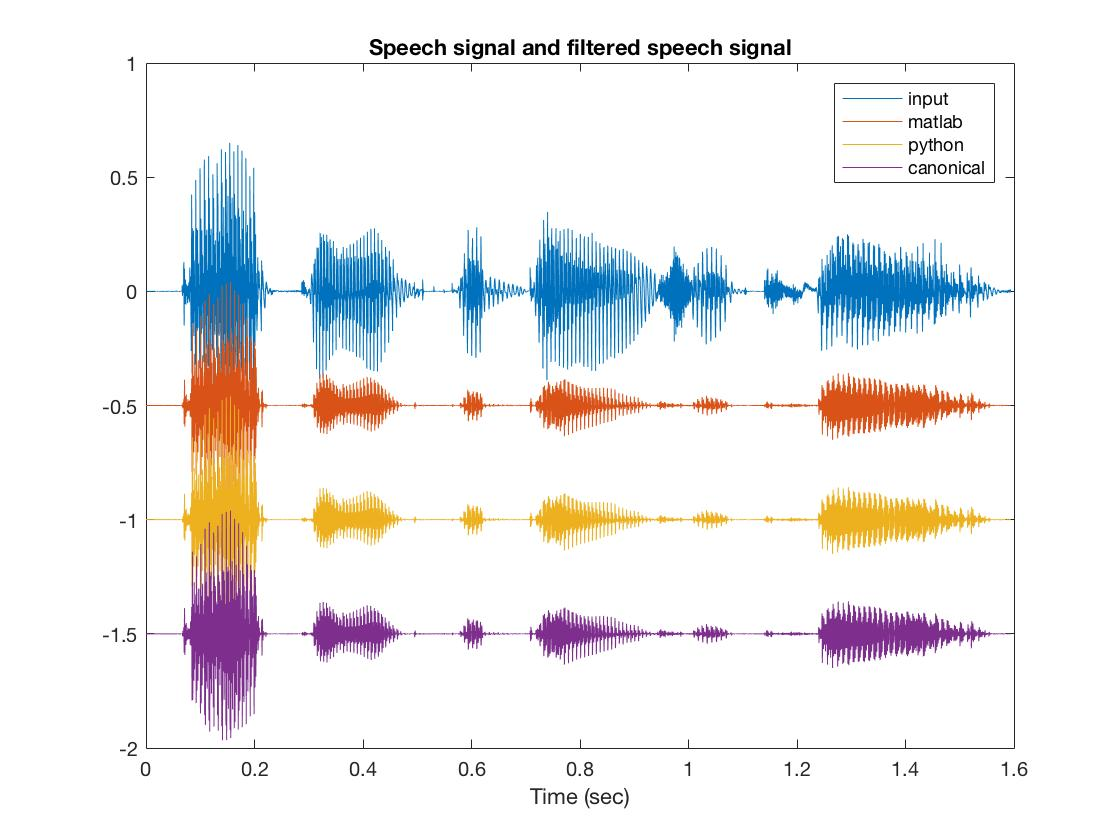 Speech signal and filtered speech signal
1
0.5
0
-0.5
-1
-1.5
-2
input
matlab
python
canonical
0 0.2 0.4 0.6 0.8 1 1.2 1.4 1.6
Time (sec)